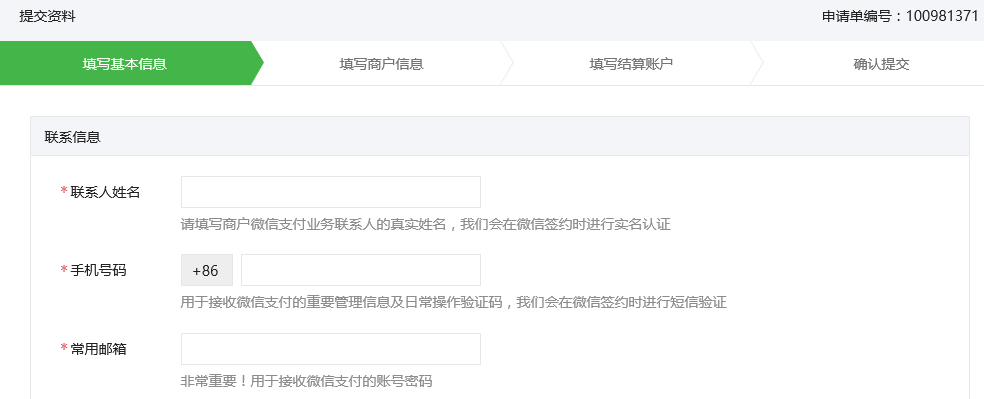 提交资料 申请单编号：100981371
填写基本信息 填写商户信息 填写结算账户 确认提交
联系信息
*联系人姓名
请填写商户微信支付业务联系人的真实姓名，我们会在微信签约时进行实名认证
*手机号码 +86
用于接收微信支付的重要管理信息及日常操作验证码，我们会在微信签约时进行短信验证
*常用邮箱
非常重要！用于接收微信支付的账号密码